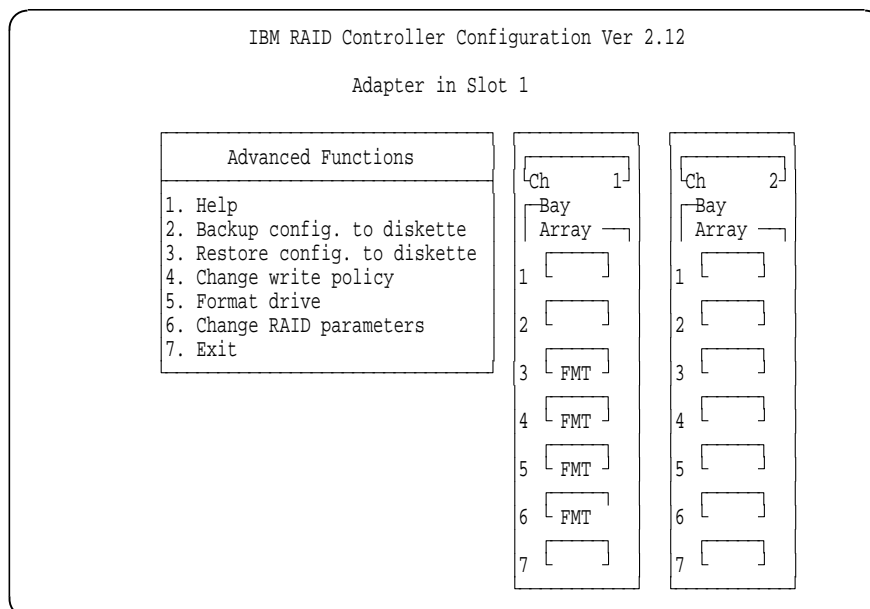 IBM RAID Controller Configuration Ver 2.12
Adapter in Slot 1
Advanced Functions
1. Help
2. Backup config. to diskette
3. Restore config. to diskette
4. Change write policy
5. Format drive
6. Change RAID parameters
7. Exit
Ch 1
Bay
Array
1
2
3 FMT
4 FMT
5 FMT
6 FMT
7
Ch 2
Bay
Array
1
2
3
4
5
6
7